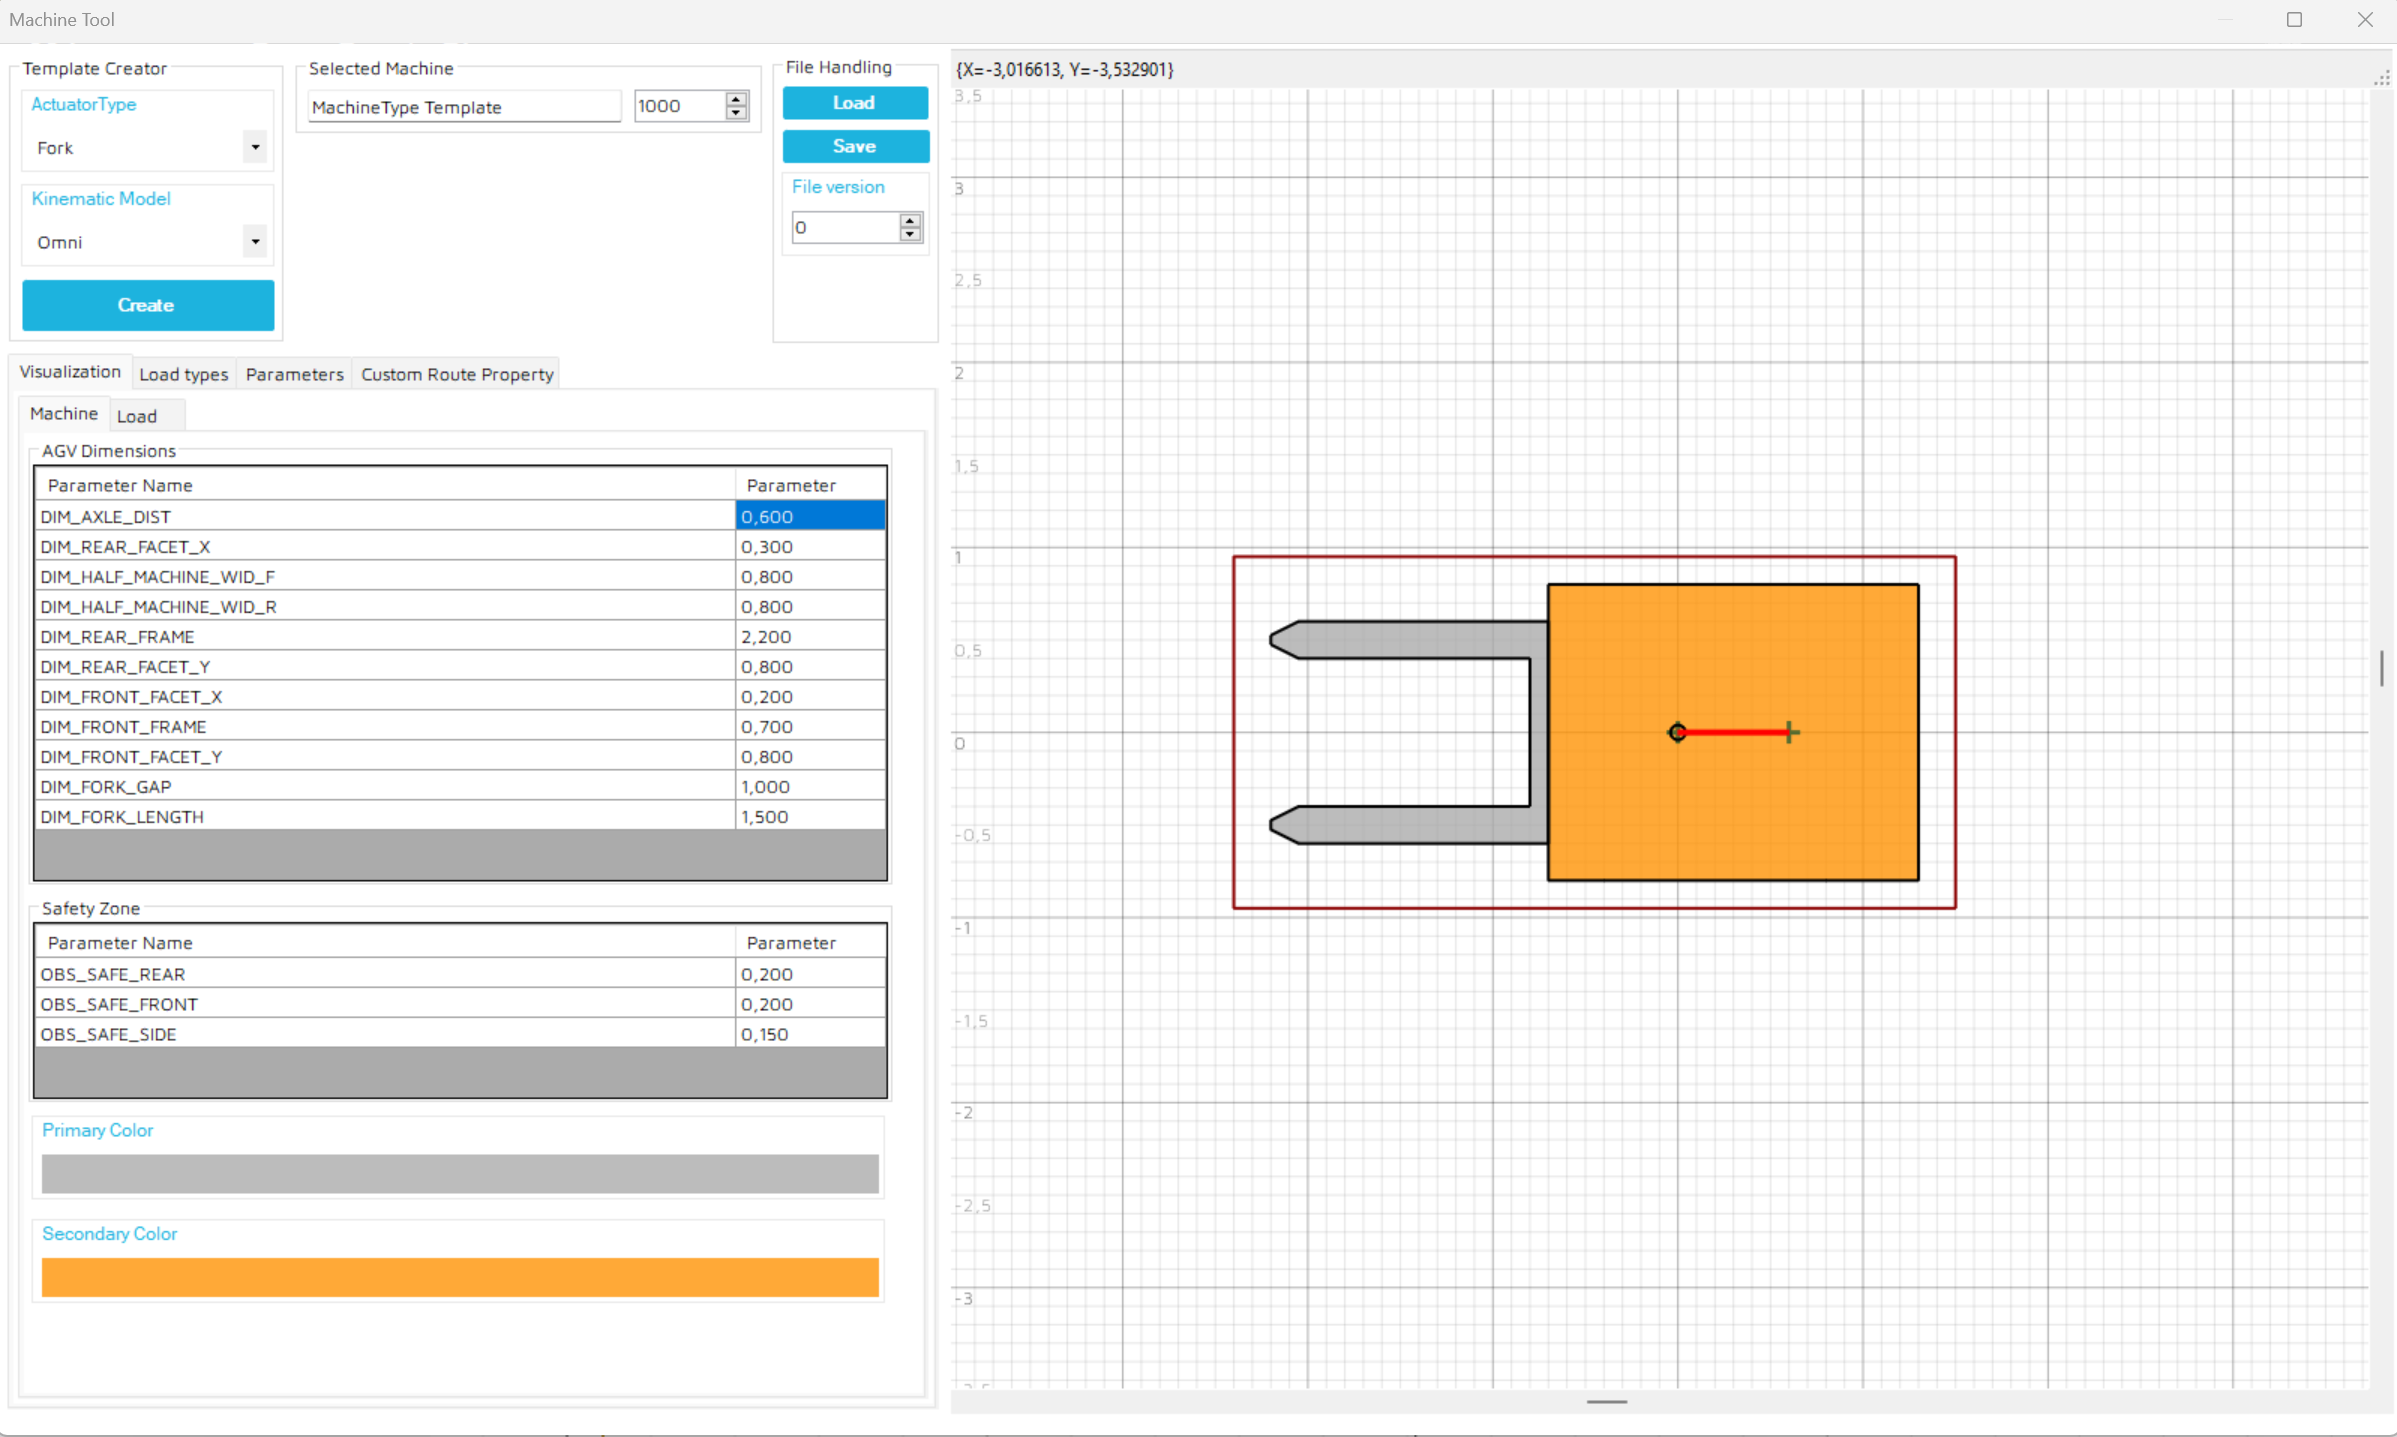 Machine Tool
Template Creator
ActuatorType
Fork
Kinematic Model
Omni
Create
Selected Machine
MachineType Template
1000
File Handling
Load
Save
File version
0
Visualization
Load types
Parameters
Custom Route Property
Machine
Load
AGV Dimensions
Parameter Name Parameter
DIM_AXLE_DIST 0,600
DIM_REAR_FACET_X 0,300
DIM_HALF_MACHINE_WID_F 0,800
DIM_HALF_MACHINE_WID_R 0,800
DIM_REAR_FRAME 2,200
DIM_REAR_FACET_Y 0,800
DIM_FRONT_FACET_X 0,200
DIM_FRONT_FRAME 0,700
DIM_FRONT_FACET_Y 0,800
DIM_FORK_GAP 1,000
DIM_FORK_LENGTH 1,500
Safety Zone
Parameter Name Parameter
OBS_SAFE_REAR 0,200
OBS_SAFE_FRONT 0,200
OBS_SAFE_SIDE 0,150
Primary Color
Secondary Color
{X=-3,016613, Y=-3,532901}
3,5
3
2,5
2
1,5
1
0,5
0
-0,5
-1
-1,5
-2
-2,5
-3